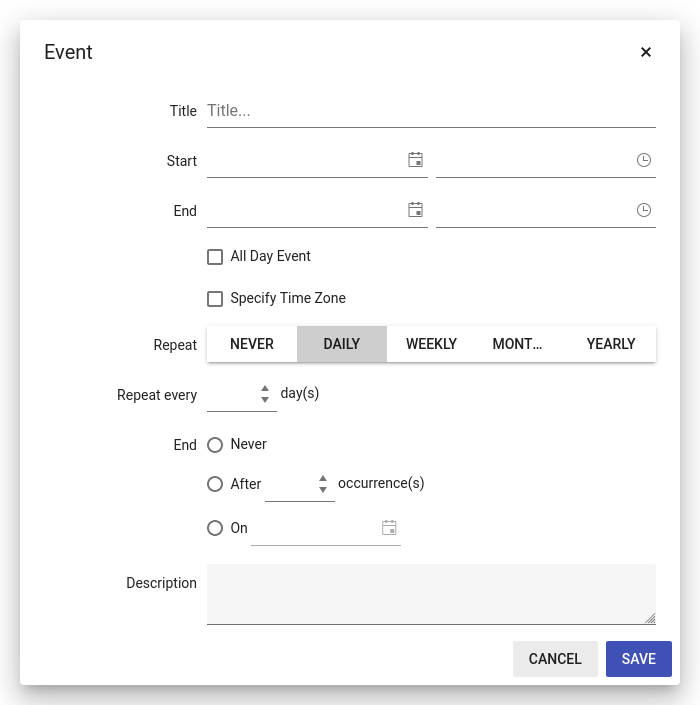 Event
Title Title...
Start
End
All Day Event
Specify Time Zone
Repeat NEVER DAILY WEEKLY MONT... YEARLY
Repeat every day(s)
End Never
After occurrence(s)
On
Description
CANCEL SAVE